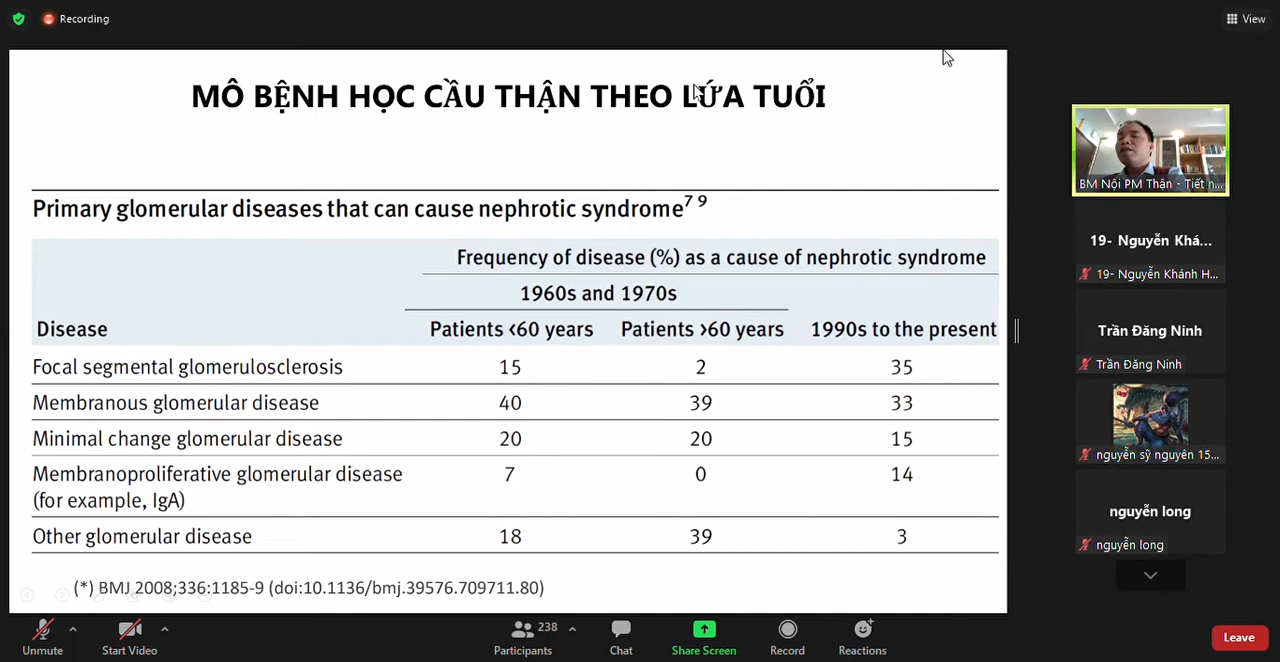 Recording
View
MÔ BỆNH HỌC CẦU THẬN THEO LỨA TUỔI
Primary glomerular diseases that can cause nephrotic syndrome7 9
Frequency of disease (%) as a cause of nephrotic syndrome
1960s and 1970s
Disease Patients <60 years Patients >60 years 1990s to the present
Focal segmental glomerulosclerosis 15 2 35
Membranous glomerular disease 40 39 33
Minimal change glomerular disease 20 20 15
Membranoproliferative glomerular disease 7 0 14
(for example, IgA)
Other glomerular disease 18 39 3
(*) BMJ 2008;336:1185-9 (doi:10.1136/bmj.39576.709711.80)
BM Nội PM Thận - Tiết n...
19- Nguyễn Khá...
19- Nguyễn Khánh H...
Trần Đăng Ninh
Trần Đăng Ninh
nguyễn sỹ nguyên 15...
nguyễn long
nguyễn long
Unmute
Start Video
238
Participants
Chat
Share Screen
Record
Reactions
Leave